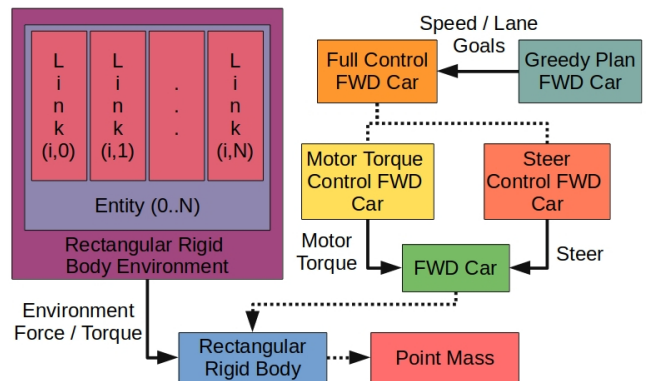 Speed / Lane
Goals
Full Control
FWD Car
Greedy Plan
FWD Car
L
i
n
k
(i,0)
L
i
n
k
(i,1)
.
.
.
L
i
n
k
(i,N)
Entity (0..N)
Rectangular Rigid
Body Environment
Motor Torque
Control FWD
Car
Steer
Control FWD
Car
Motor
Torque
FWD Car
Steer
Environment
Force / Torque
Rectangular
Rigid Body
Point Mass